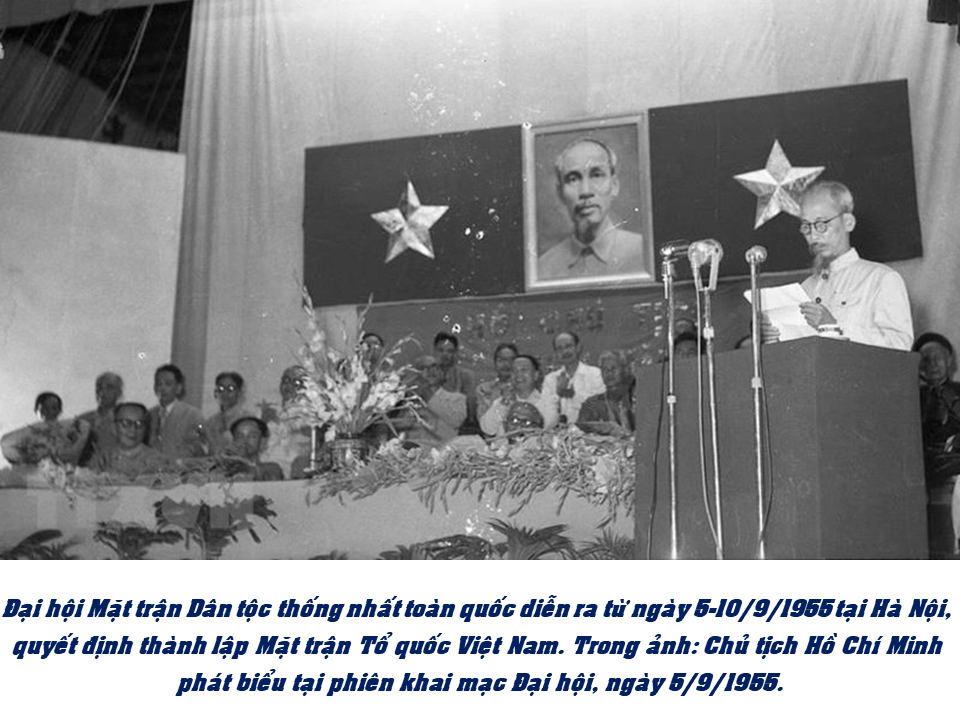 Đại hội Mặt trận Dân tộc thống nhất toàn quốc diễn ra từ ngày 5-10/9/1955 tại Hà Nội,
quyết định thành lập Mặt trận Tổ quốc Việt Nam. Trong ảnh: Chủ tịch Hồ Chí Minh
phát biểu tại phiên khai mạc Đại hội, ngày 5/9/1955.